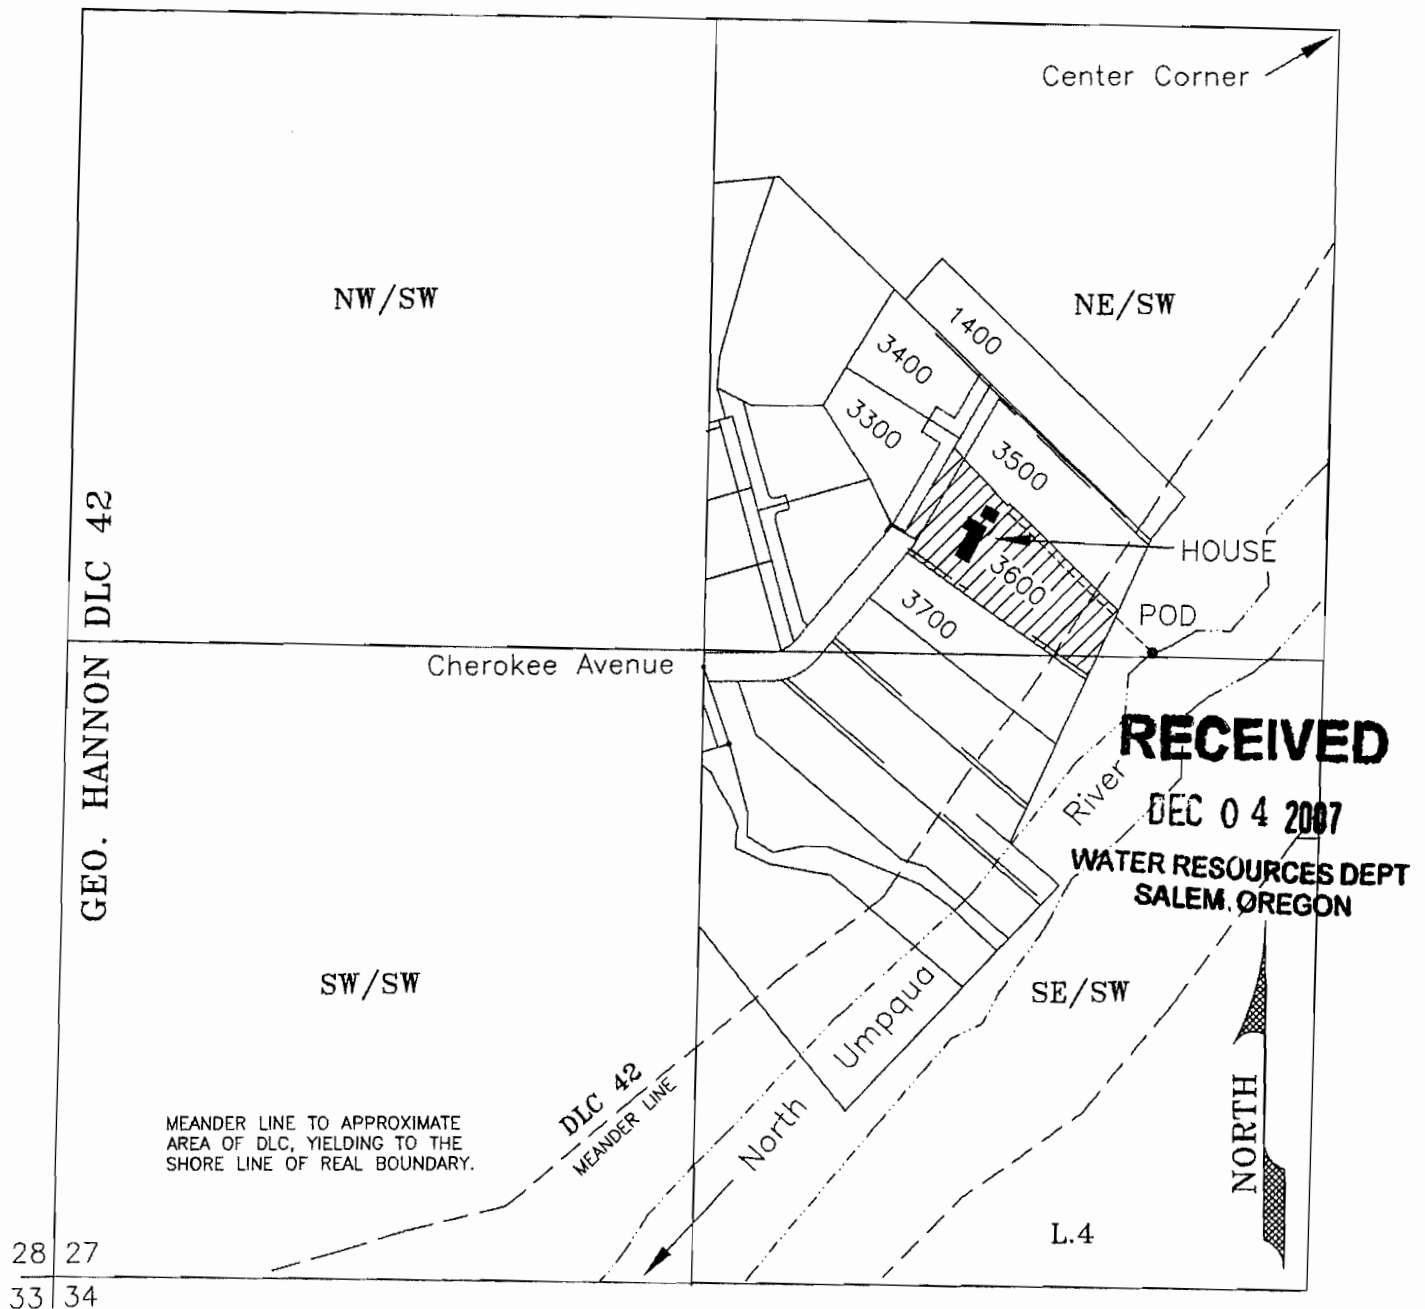 Center Corner
NW/SW
NE/SW
1400
3400
3300
3500
HOUSE
3600
POD
3700
Cherokee Avenue
GEO. HANNON DLC 42
RECEIVED
DEC 04 2007
WATER RESOURCES DEPT
SALEM, OREGON
River
Umpqua
North
SW/SW
SE/SW
DLC 42
MEANDER LINE
MEANDER LINE TO APPROXIMATE
AREA OF DLC, YIELDING TO THE
SHORE LINE OF REAL BOUNDARY.
NORTH
L.4
28 27
33 34